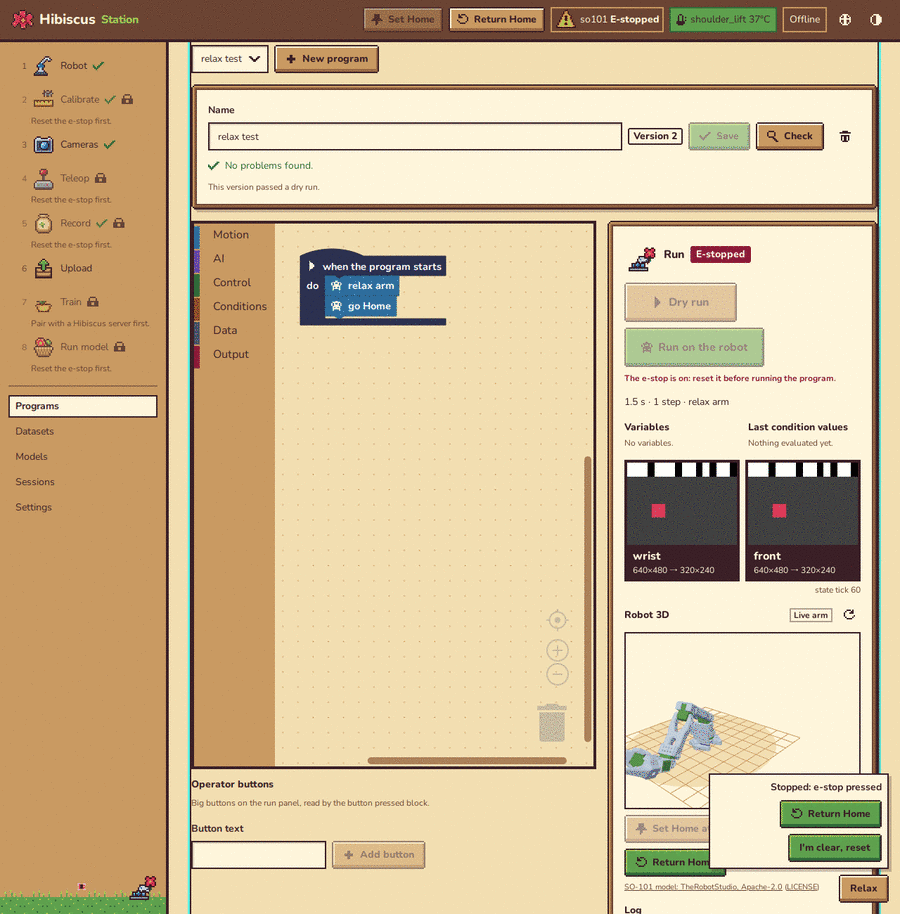 Hibiscus Station
Set Home
Return Home
so101 E-stopped
shoulder_lift 37°C
Offline
1 Robot
2 Calibrate
Reset the e-stop first.
3 Cameras
4 Teleop
Reset the e-stop first.
5 Record
Reset the e-stop first.
6 Upload
7 Train
Pair with a Hibiscus server first.
8 Run model
Reset the e-stop first.
Programs
Datasets
Models
Sessions
Settings
relax test
New program
Name
relax test
Version 2
Save
Check
No problems found.
This version passed a dry run.
Motion
AI
Control
Conditions
Data
Output
when the program starts
do
relax arm
go Home
Operator buttons
Big buttons on the run panel, read by the button pressed block.
Button text
Add button
Run E-stopped
Dry run
Run on the robot
The e-stop is on: reset it before running the program.
1.5 s · 1 step · relax arm
Variables
No variables.
Last condition values
Nothing evaluated yet.
wrist
640×480 → 320×240
front
640×480 → 320×240
state tick 60
Robot 3D
Live arm
Stopped: e-stop pressed
Return Home
I'm clear, reset
Set Home a
Return Hom
SO-101 model: TheRobotStudio, Apache-2.0 (LICENSE)
Relax
Log